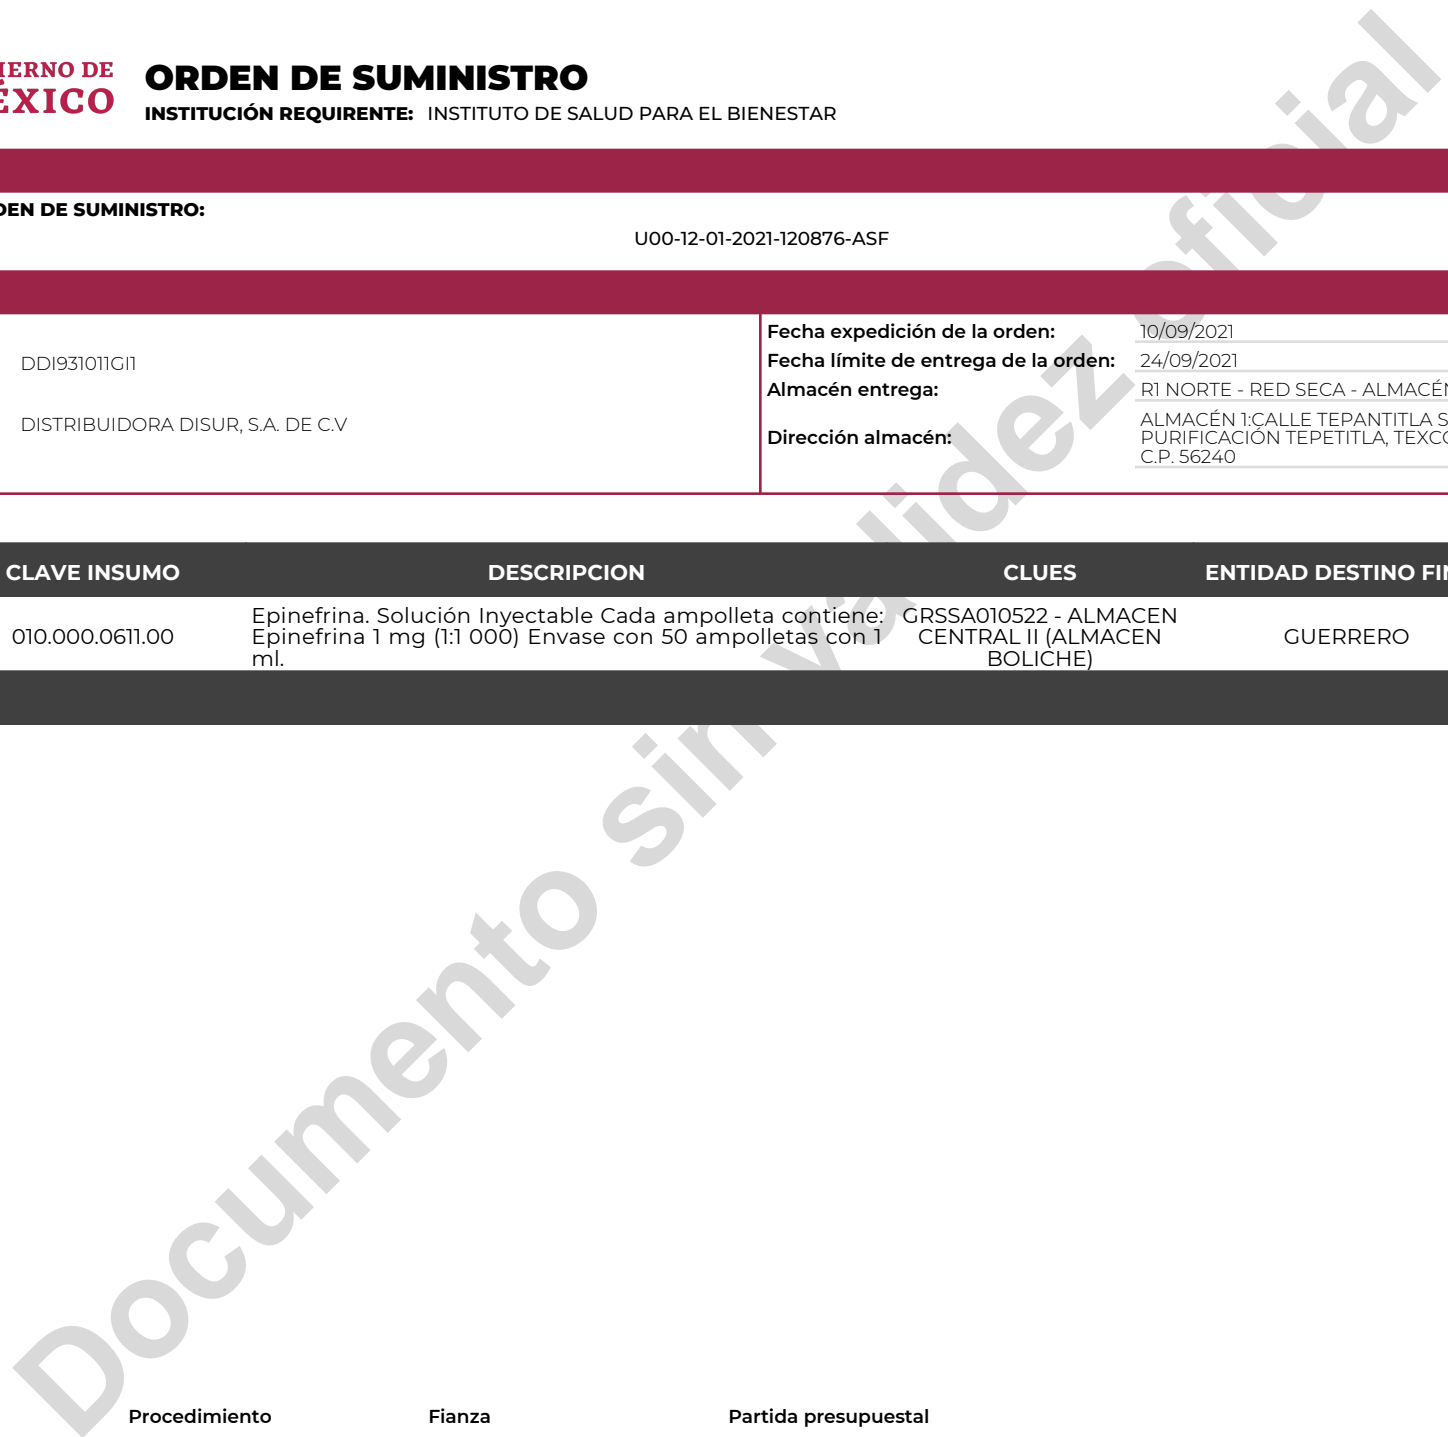 IERNO DE
ÉXICO
ORDEN DE SUMINISTRO
INSTITUCIÓN REQUIRENTE: INSTITUTO DE SALUD PARA EL BIENESTAR
DEN DE SUMINISTRO:
U00-12-01-2021-120876-ASF
DDI931011GI1
DISTRIBUIDORA DISUR, S.A. DE C.V
Fecha expedición de la orden: 10/09/2021
Fecha límite de entrega de la orden: 24/09/2021
Almacén entrega: R1 NORTE - RED SECA - ALMACÉN
Dirección almacén:
ALMACÉN 1:CALLE TEPANTITLA S
PURIFICACIÓN TEPETITLA, TEXCO
C.P. 56240
CLAVE INSUMO DESCRIPCION CLUES ENTIDAD DESTINO FIN
010.000.0611.00
Epinefrina. Solución Inyectable Cada ampolleta contiene:
Epinefrina 1 mg (1:1 000) Envase con 50 ampolletas con 1
ml.
GRSSA010522 - ALMACEN
CENTRAL II (ALMACEN
BOLICHE)
GUERRERO
Documento sin validez oficial
Procedimiento Fianza Partida presupuestal